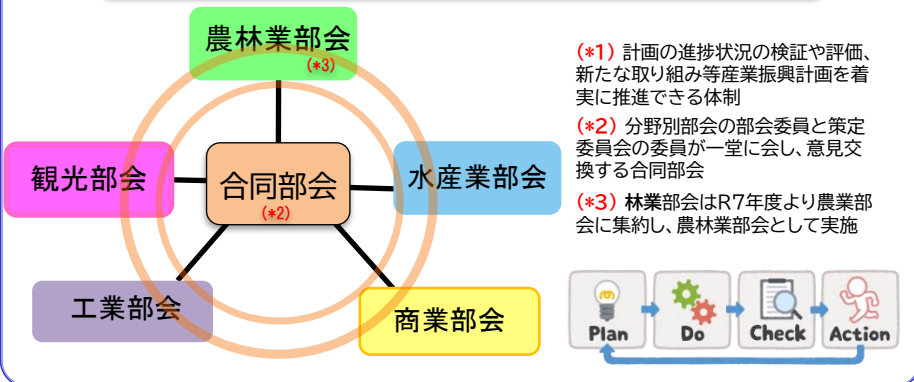 農林業部会
(*3)
観光部会
合同部会
(*2)
水産業部会
工業部会
商業部会
(*1) 計画の進捗状況の検証や評価、
新たな取り組み等産業振興計画を着
実に推進できる体制
(*2) 分野別部会の部会委員と策定
委員会の委員が一堂に会し、意見交
換する合同部会
(*3) 林業部会はR7年度より農業部
会に集約し、農林業部会として実施
Plan
Do
Check
Action